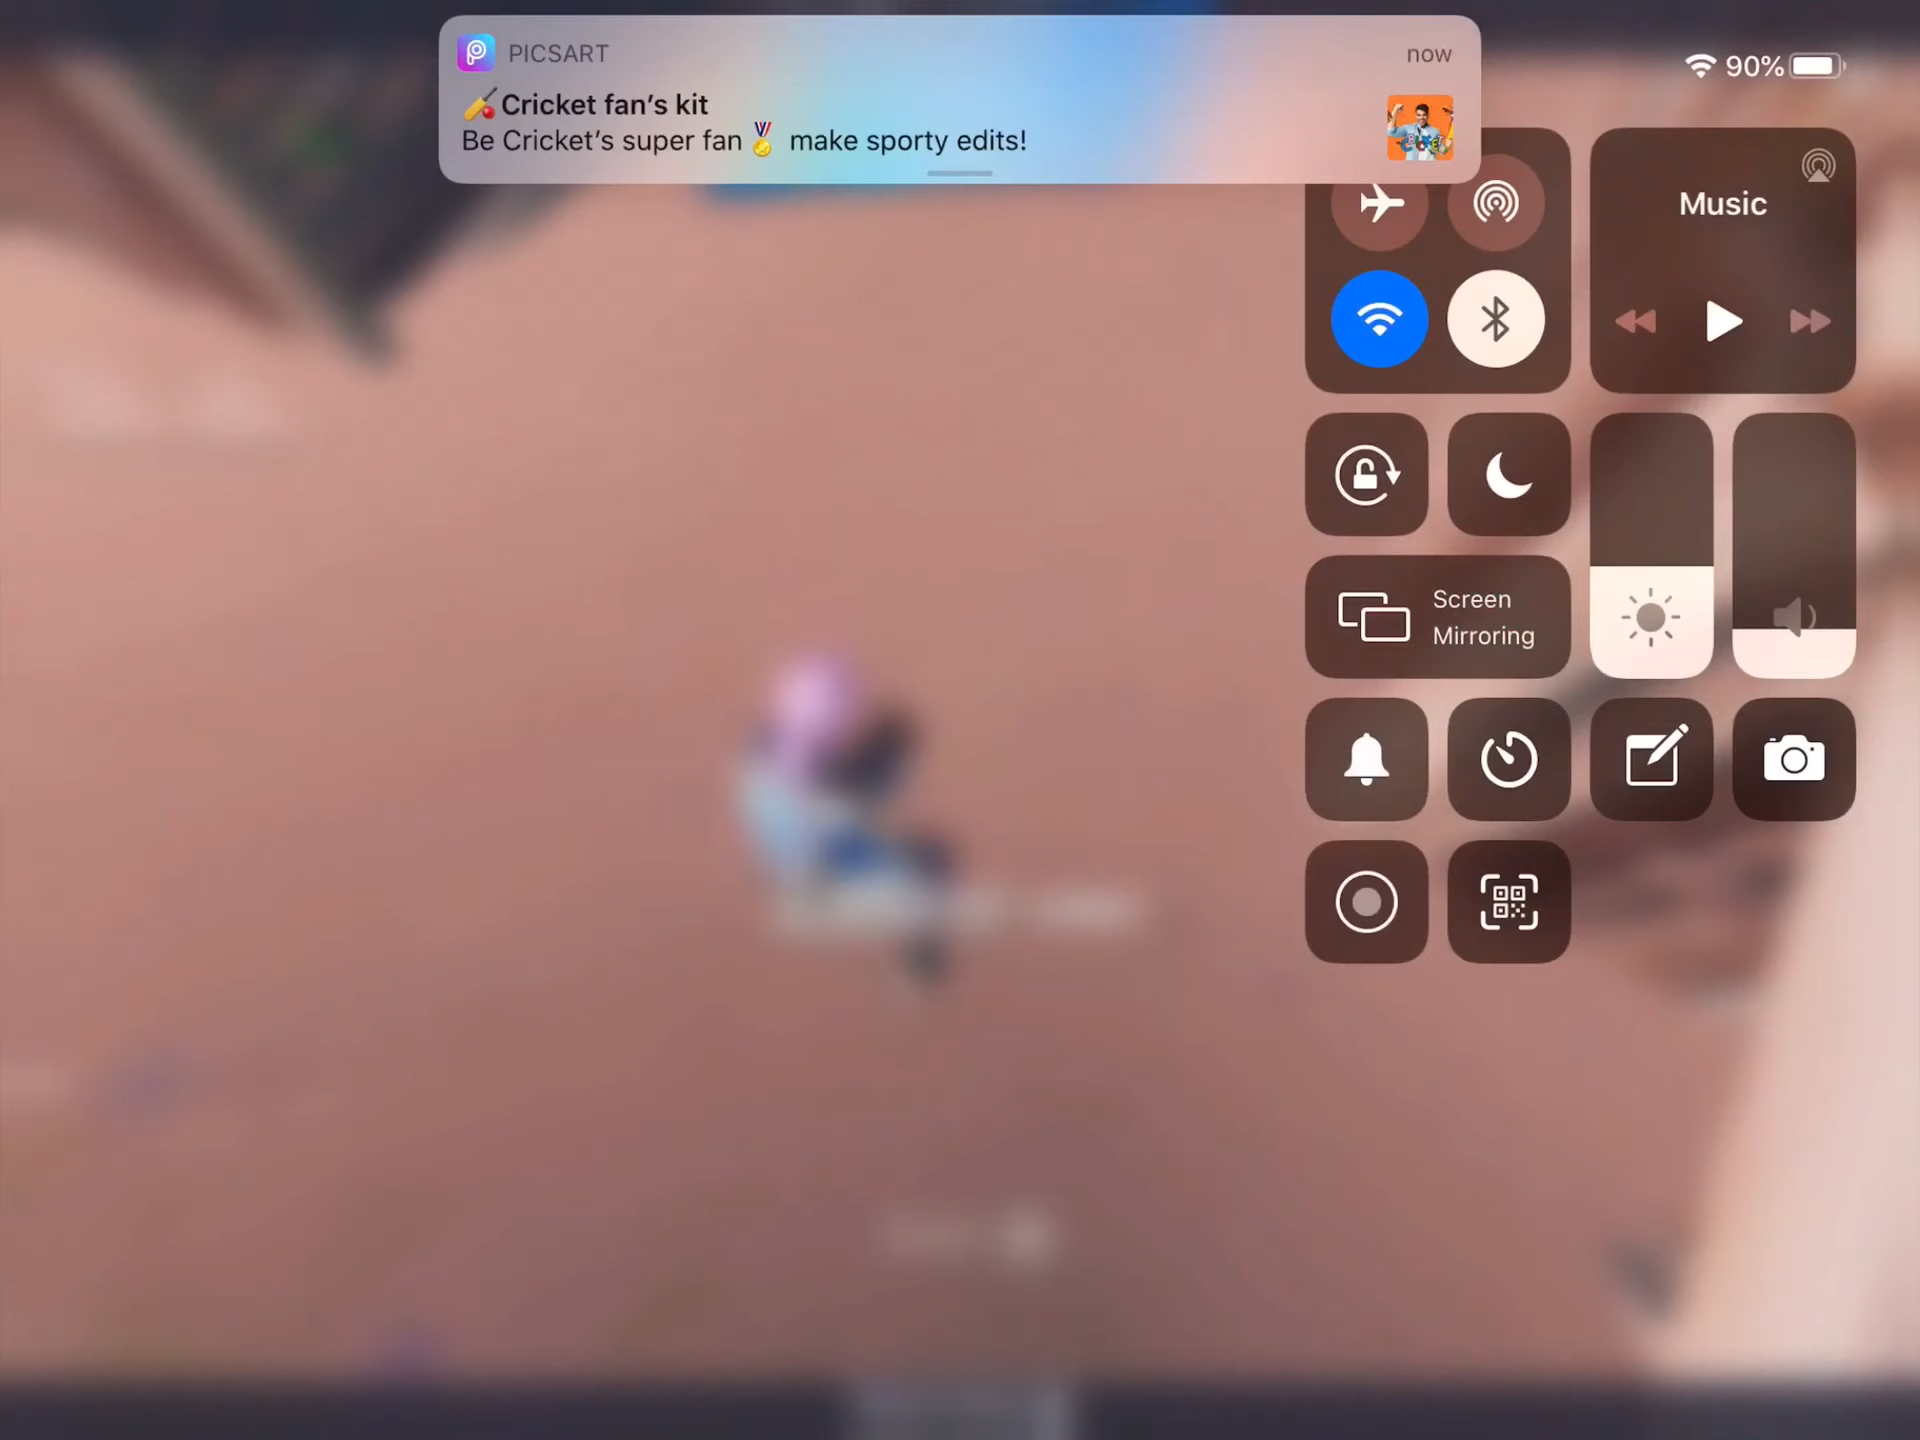 PICSART
now
🏏Cricket fan’s kit
Be Cricket’s super fan 🏅 make sporty edits!
90%
Music
Screen
Mirroring